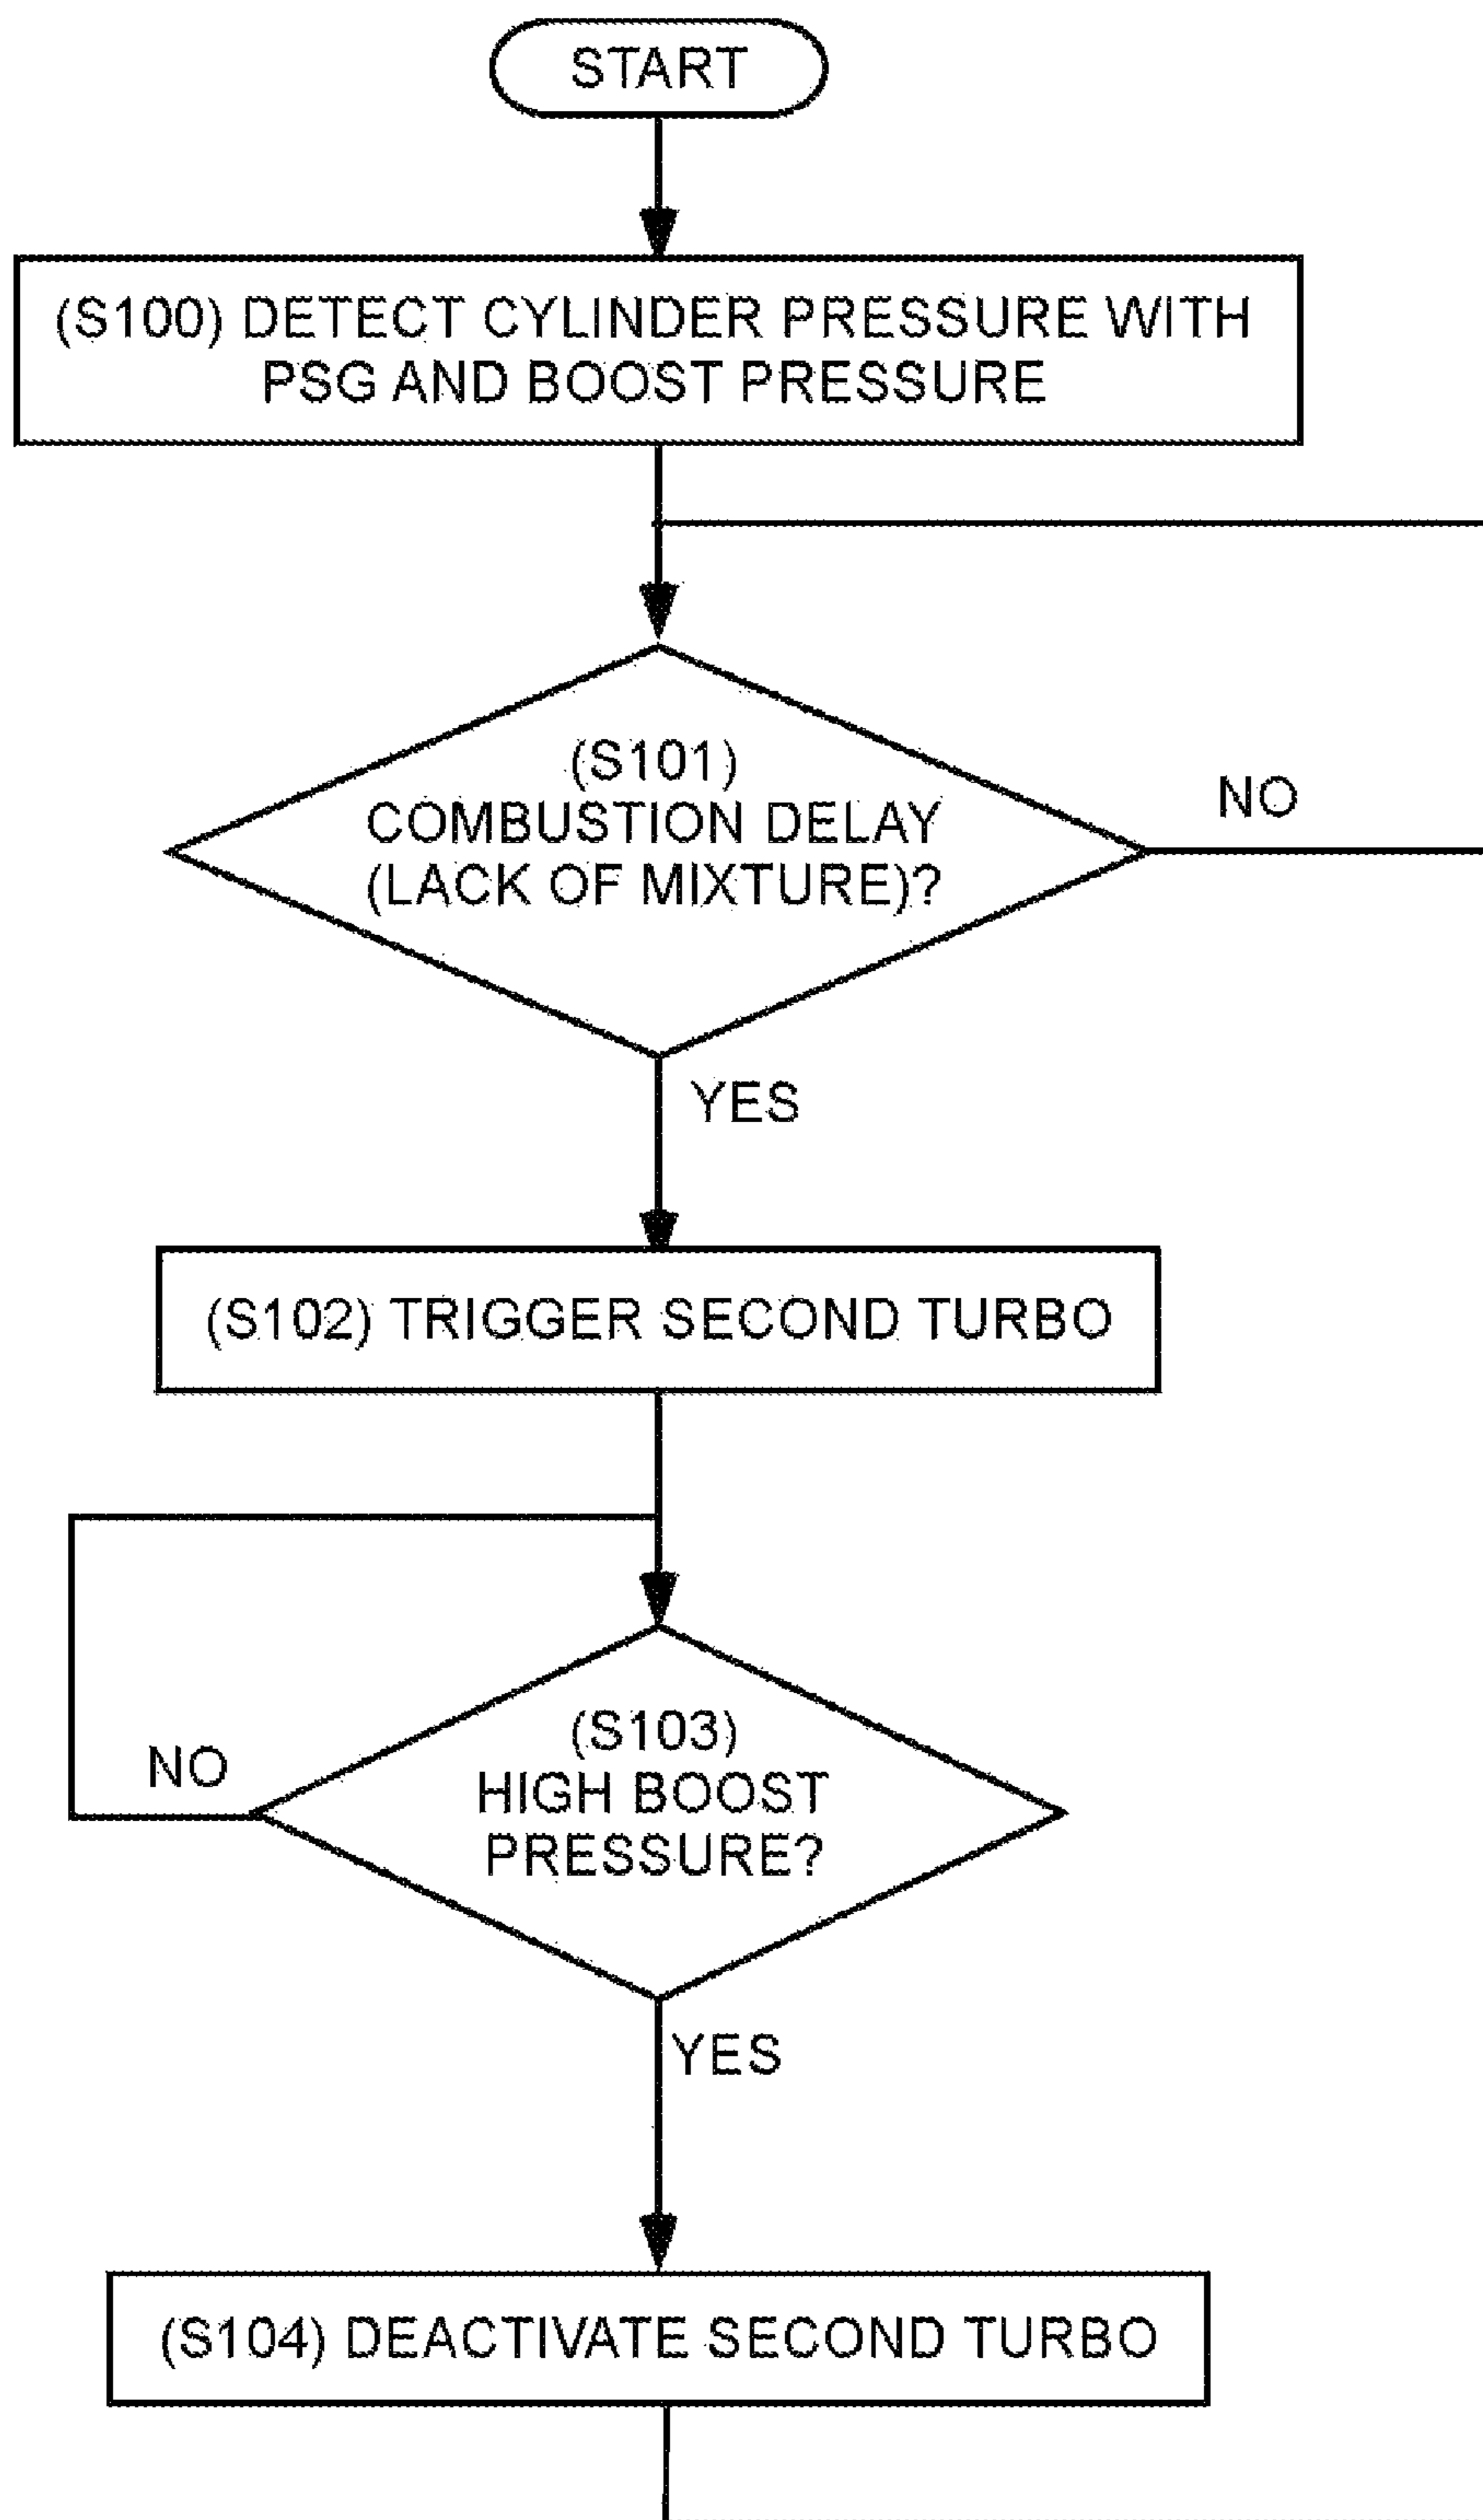 START
(S100) DETECT CYLINDER PRESSURE WITH
PSG AND BOOST PRESSURE
(S101)
COMBUSTION DELAY
(LACK OF MIXTURE)?
NO
YES
(S102) TRIGGER SECOND TURBO
(S103)
HIGH BOOST
PRESSURE?
NO
YES
(S104) DEACTIVATE SECOND TURBO